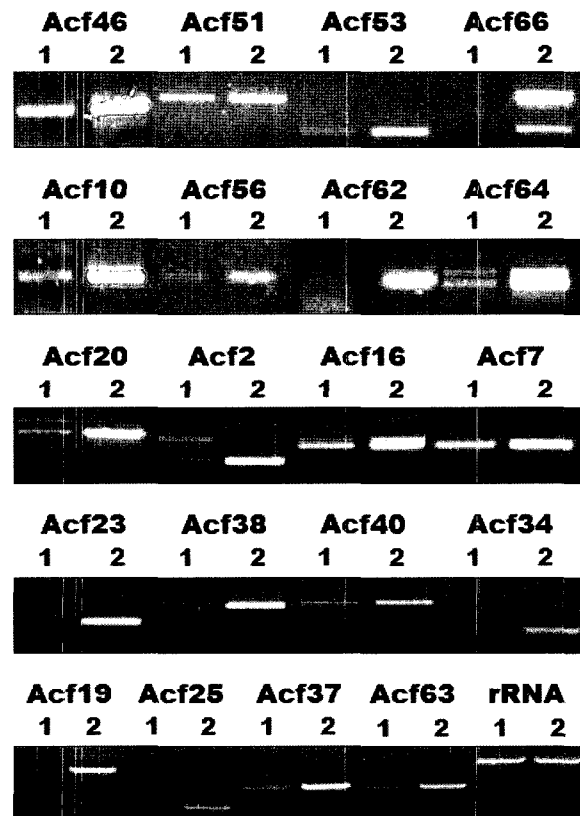 Acf46 Acf51 Acf53 Acf66
1 2 1 2 1 2 1 2
Acf10 Acf56 Acf62 Acf64
1 2 1 2 1 2 1 2
Acf20 Acf2 Acf16 Acf7
1 2 1 2 1 2 1 2
Acf23 Acf38 Acf40 Acf34
1 2 1 2 1 2 1 2
Acf19 Acf25 Acf37 Acf63 rRNA
1 2 1 2 1 2 1 2 1 2